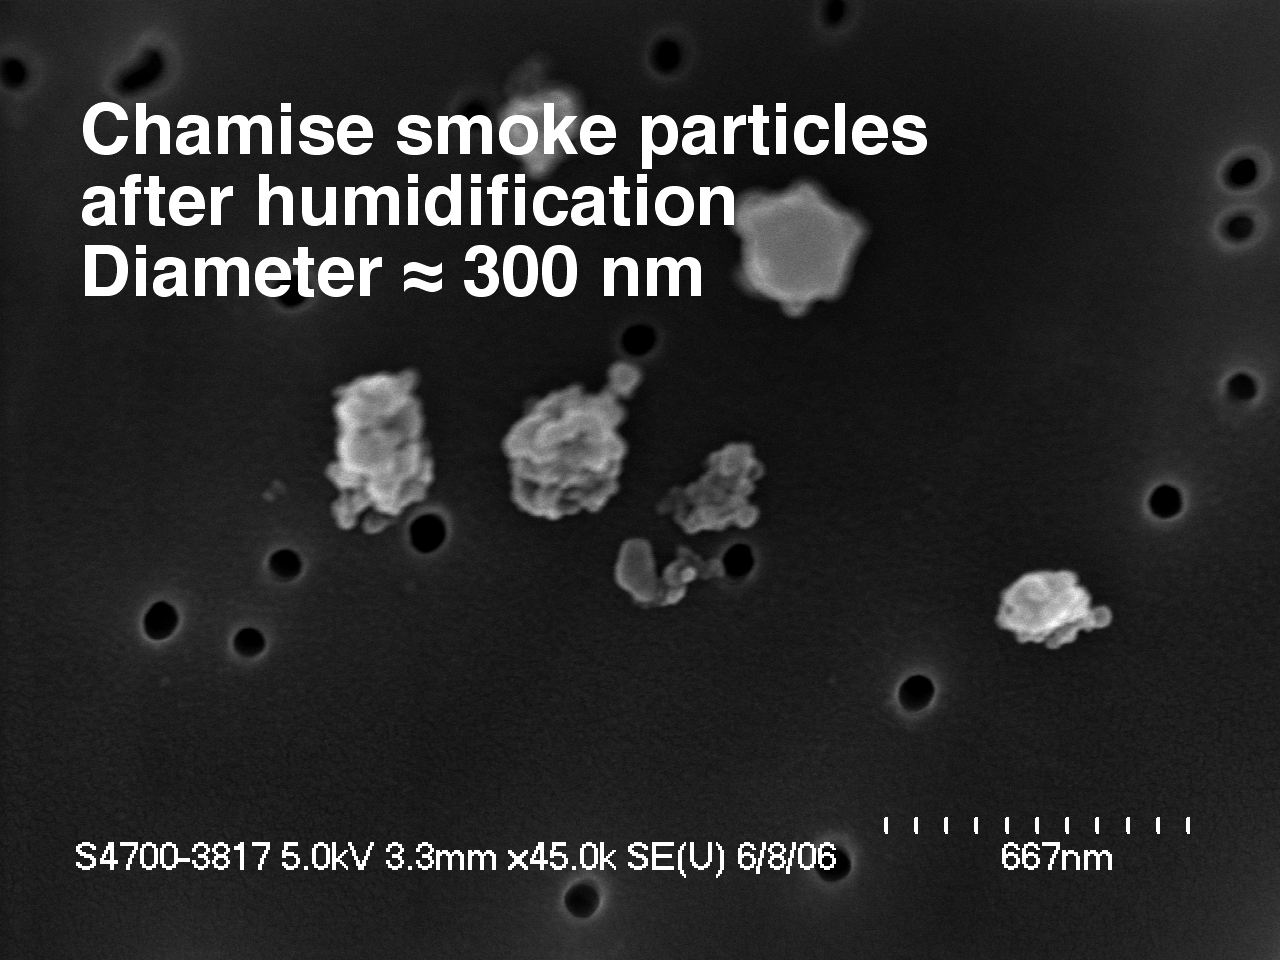 Chamise smoke particles
after humidification
Diameter ≈ 300 nm
S4700-3817 5.0kV 3.3mm x45.0k SE(U) 6/8/06
667nm